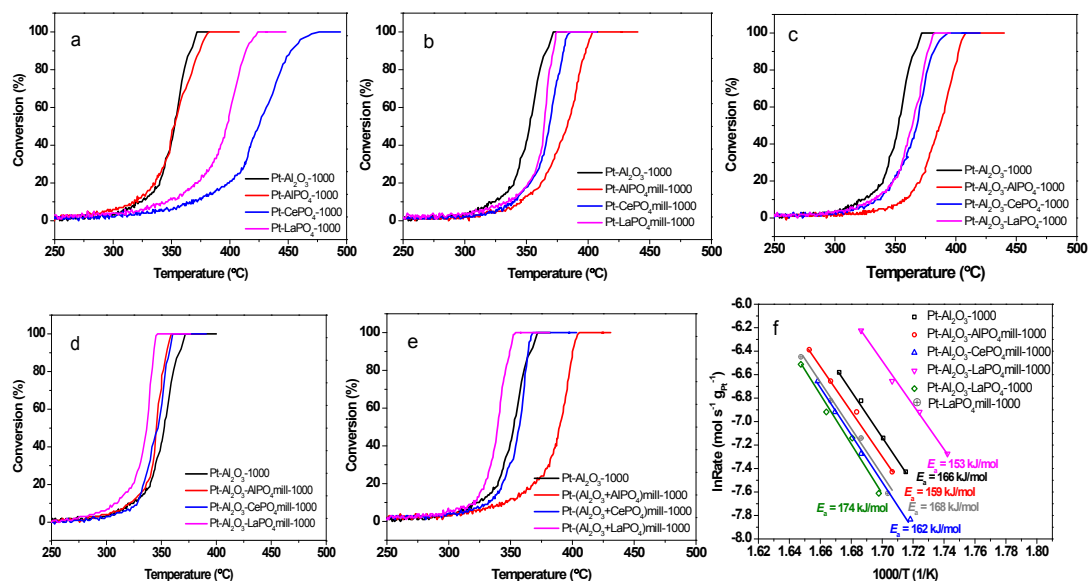 a
Conversion (%)
100
80
60
40
20
0
Pt-Al₂O₃-1000
Pt-AlPO₄-1000
Pt-CePO₄-1000
Pt-LaPO₄-1000
250 300 350 400 450 500
Temperature (ºC)
b
Conversion (%)
100
80
60
40
20
0
Pt-Al₂O₃-1000
Pt-AlPO₄mill-1000
Pt-CePO₄mill-1000
Pt-LaPO₄mill-1000
250 300 350 400 450 500
Temperature (ºC)
c
Conversion (%)
100
80
60
40
20
0
Pt-Al₂O₃-1000
Pt-Al₂O₃-AlPO₄-1000
Pt-Al₂O₃-CePO₄-1000
Pt-Al₂O₃-LaPO₄-1000
250 300 350 400 450 500
Temperature (ºC)
d
Conversion (%)
100
80
60
40
20
0
Pt-Al₂O₃-1000
Pt-Al₂O₃-AlPO₄mill-1000
Pt-Al₂O₃-CePO₄mill-1000
Pt-Al₂O₃-LaPO₄mill-1000
250 300 350 400 450 500
Temperature (ºC)
e
Conversion (%)
100
80
60
40
20
0
Pt-Al₂O₃-1000
Pt-(Al₂O₃+AlPO₄)mill-1000
Pt-(Al₂O₃+CePO₄)mill-1000
Pt-(Al₂O₃+LaPO₄)mill-1000
250 300 350 400 450 500
Temperature (ºC)
f
lnRate (mol s⁻¹ gPt⁻¹)
-6.0
-6.2
-6.4
-6.6
-6.8
-7.0
-7.2
-7.4
-7.6
-7.8
-8.0
Pt-Al₂O₃-1000
Pt-Al₂O₃-AlPO₄mill-1000
Pt-Al₂O₃-CePO₄mill-1000
Pt-Al₂O₃-LaPO₄mill-1000
Pt-Al₂O₃-LaPO₄-1000
Pt-LaPO₄mill-1000
Eₐ = 153 kJ/mol
Eₐ = 166 kJ/mol
Eₐ = 159 kJ/mol
Eₐ = 168 kJ/mol
Eₐ = 174 kJ/mol
Eₐ = 162 kJ/mol
1.62 1.64 1.66 1.68 1.70 1.72 1.74 1.76 1.78 1.80
1000/T (1/K)